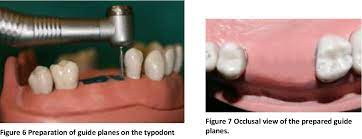 Figure 6 Preparation of guide planes on the typodont
Figure 7 Occlusal view of the prepared guide
planes.